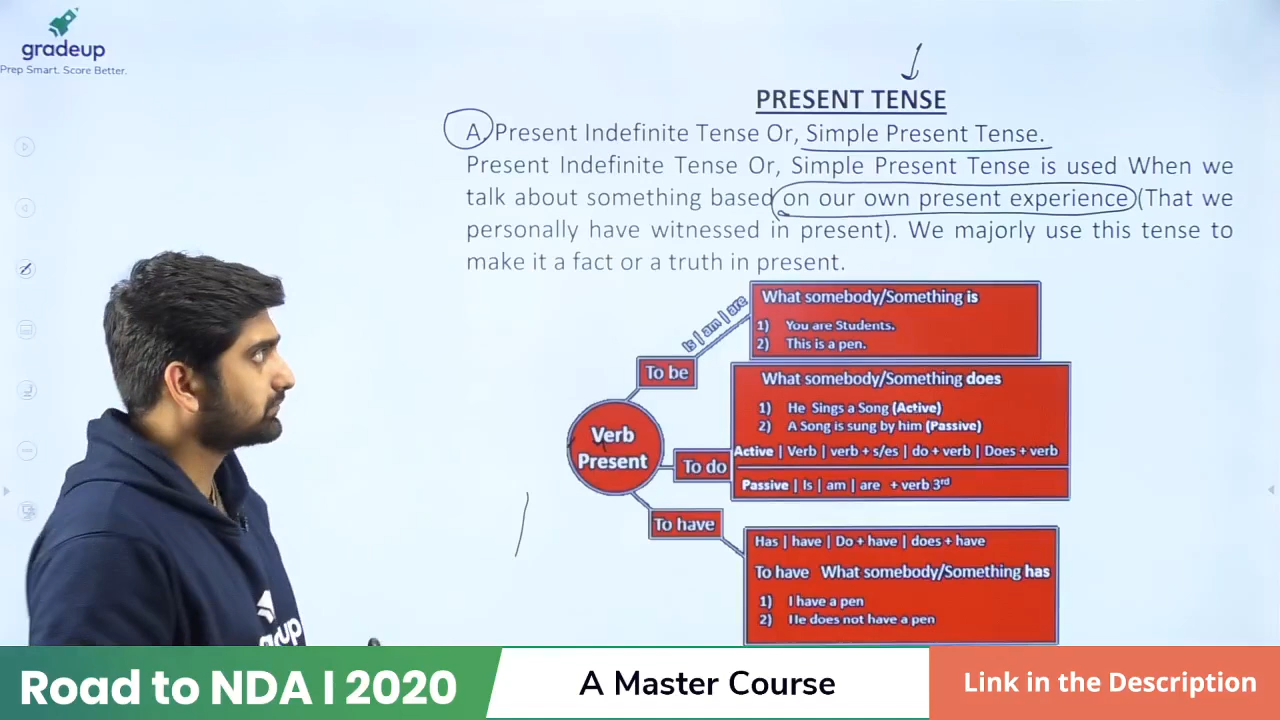 gradeup
Prep Smart. Score Better.
PRESENT TENSE
A. Present Indefinite Tense Or, Simple Present Tense.
Present Indefinite Tense Or, Simple Present Tense is used When we
talk about something based on our own present experience (That we
personally have witnessed in present). We majorly use this tense to
make it a fact or a truth in present.
Is | am | are
What somebody/Something is
1) You are Students.
2) This is a pen.
To be
What somebody/Something does
1) He Sings a Song (Active)
2) A Song is sung by him (Passive)
Verb
Present
To do
Active | Verb | verb + s/es | do + verb | Does + verb
Passive | Is | am | are + verb 3rd
To have
Has | have | Do + have | does + have
To have What somebody/Something has
1) I have a pen
2) He does not have a pen
Road to NDA | 2020
A Master Course
Link in the Description